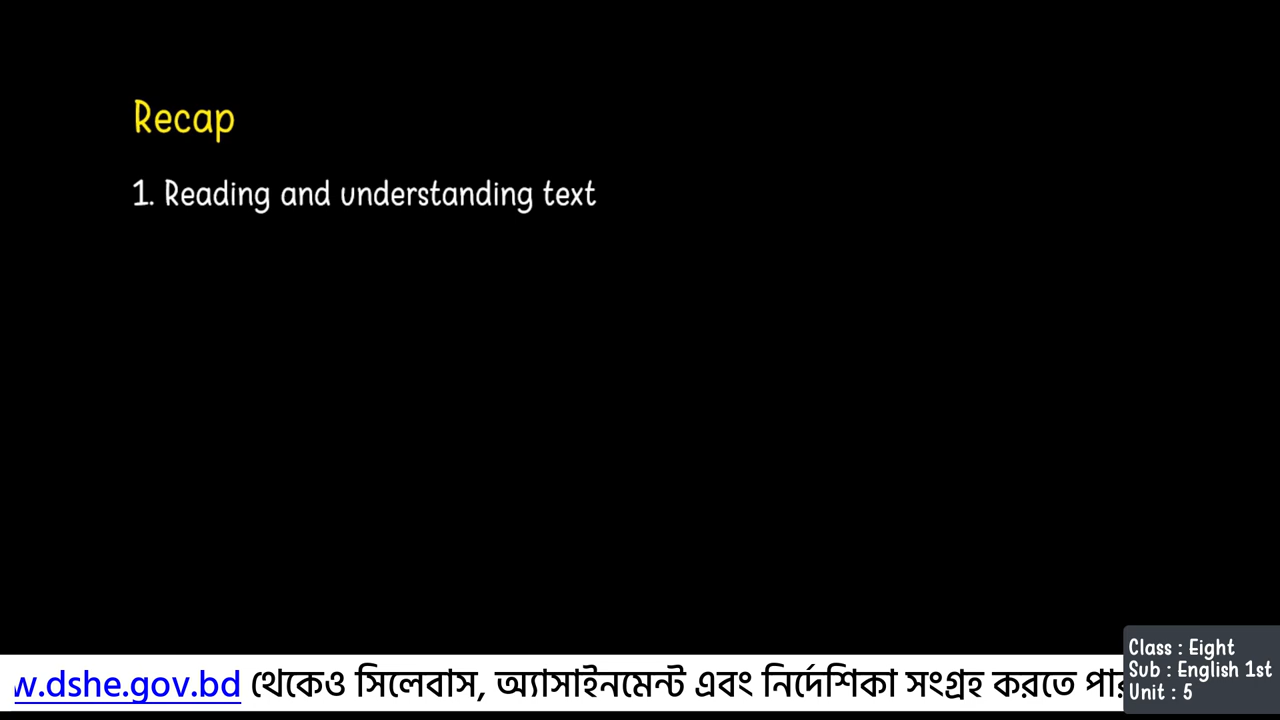 Recap
1. Reading and understanding text
w.dshe.gov.bd থেকেও সিলেবাস, অ্যাসাইনমেন্ট এবং নির্দেশিকা সংগ্রহ করতে
Class : Eight
Sub : English 1st
Unit : 5